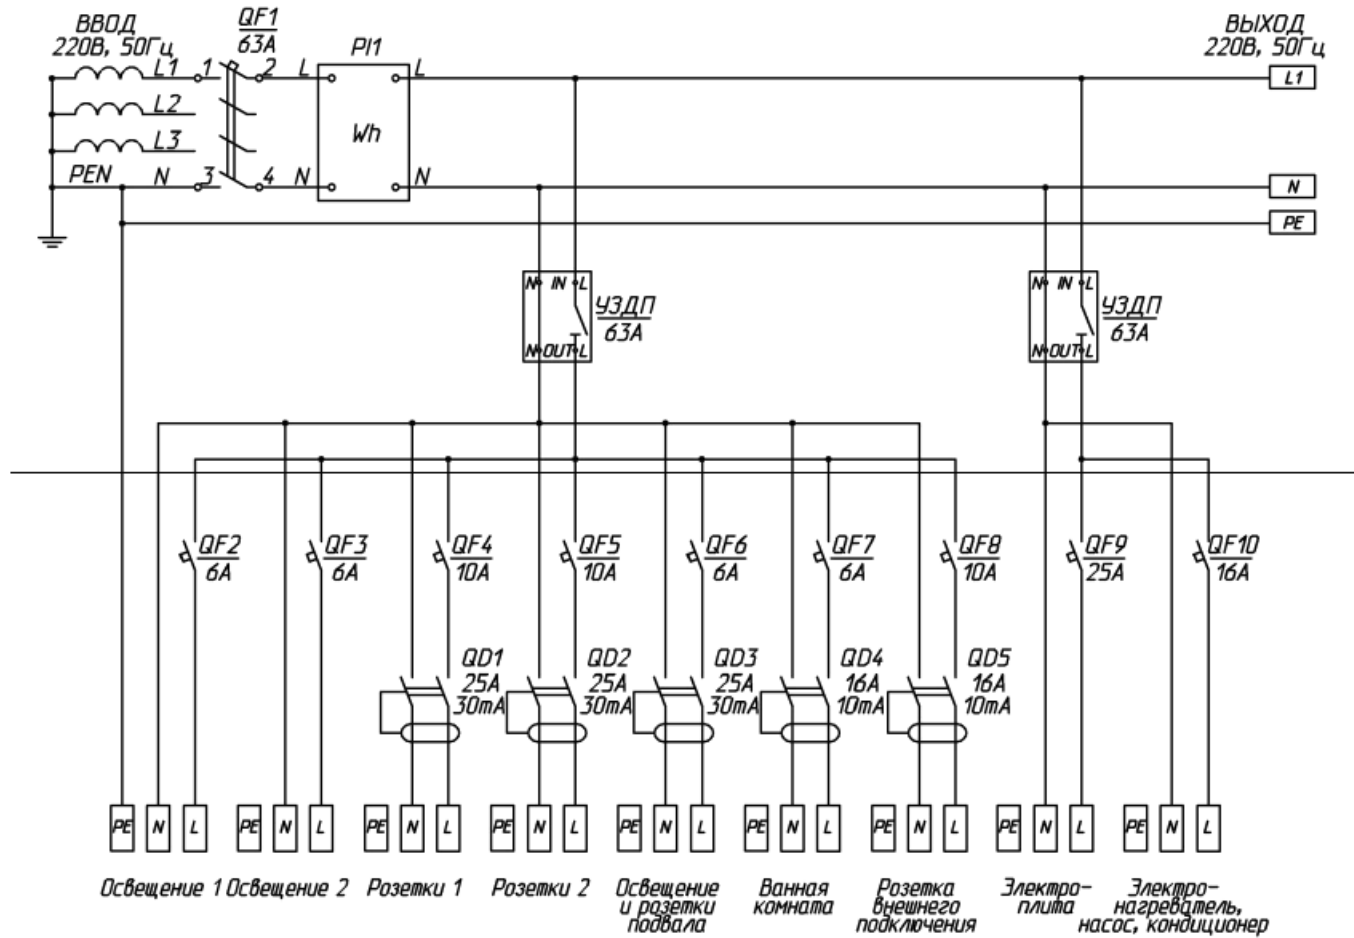 ВВОД
220В, 50Гц
QF1
63А
PI1
ВЫХОД
220В, 50Гц
L1 1 2 L L L1
L2
L3
Wh
PEN N 3 4 N N N
PE
N IN L
УЗДП
63А
N OUT L
N IN L
УЗДП
63А
N OUT L
QF2
6А
QF3
6А
QF4
10А
QF5
10А
QF6
6А
QF7
6А
QF8
10А
QF9
25А
QF10
16А
QD1
25А
30mA
QD2
25А
30mA
QD3
25А
30mA
QD4
16А
10mA
QD5
16А
10mA
PE N L PE N L PE N L PE N L PE N L PE N L PE N L PE N L PE N L
Освещение 1
Освещение 2
Розетки 1
Розетки 2
Освещение
и розетки
подвала
Ванная
комната
Розетка
внешнего
подключения
Электро-
плита
Электро-
нагреватель,
насос, кондиционер